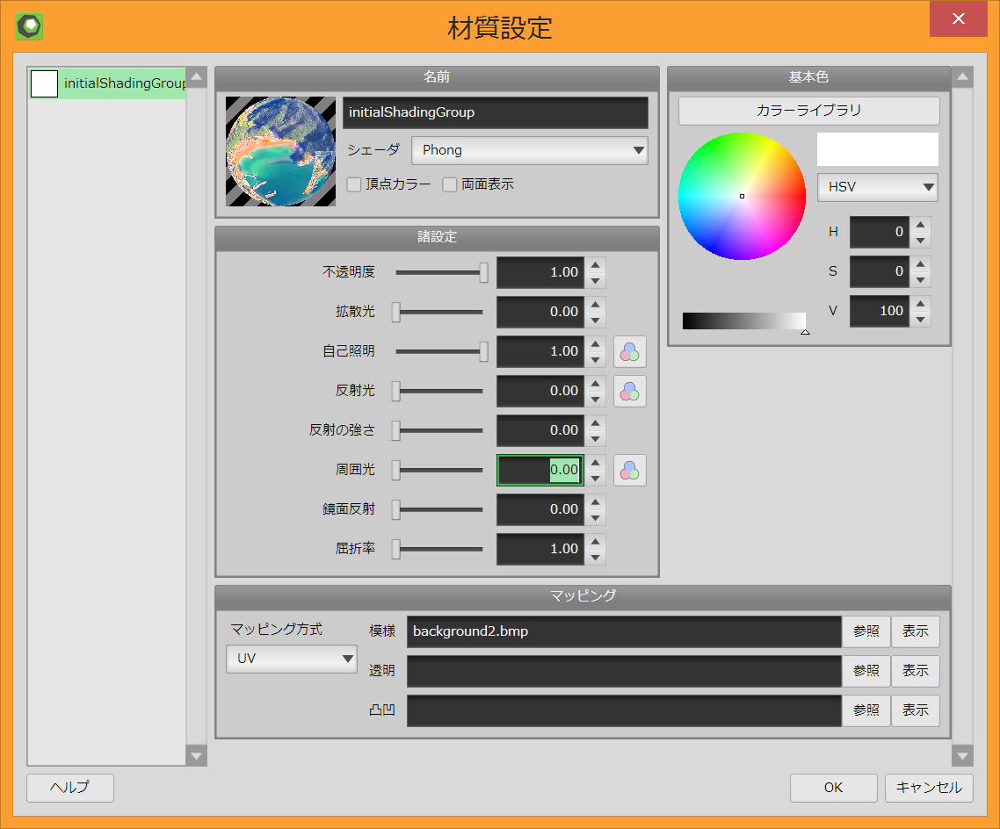 材質設定
initialShadingGroup
名前
initialShadingGroup
シェーダ Phong
頂点カラー 両面表示
諸設定
不透明度 1.00
拡散光 0.00
自己照明 1.00
反射光 0.00
反射の強さ 0.00
周囲光 0.00
鏡面反射 0.00
屈折率 1.00
基本色
カラーライブラリ
HSV
H 0
S 0
V 100
マッピング
マッピング方式
UV
模様 background2.bmp 参照 表示
透明 参照 表示
凸凹 参照 表示
ヘルプ OK キャンセル